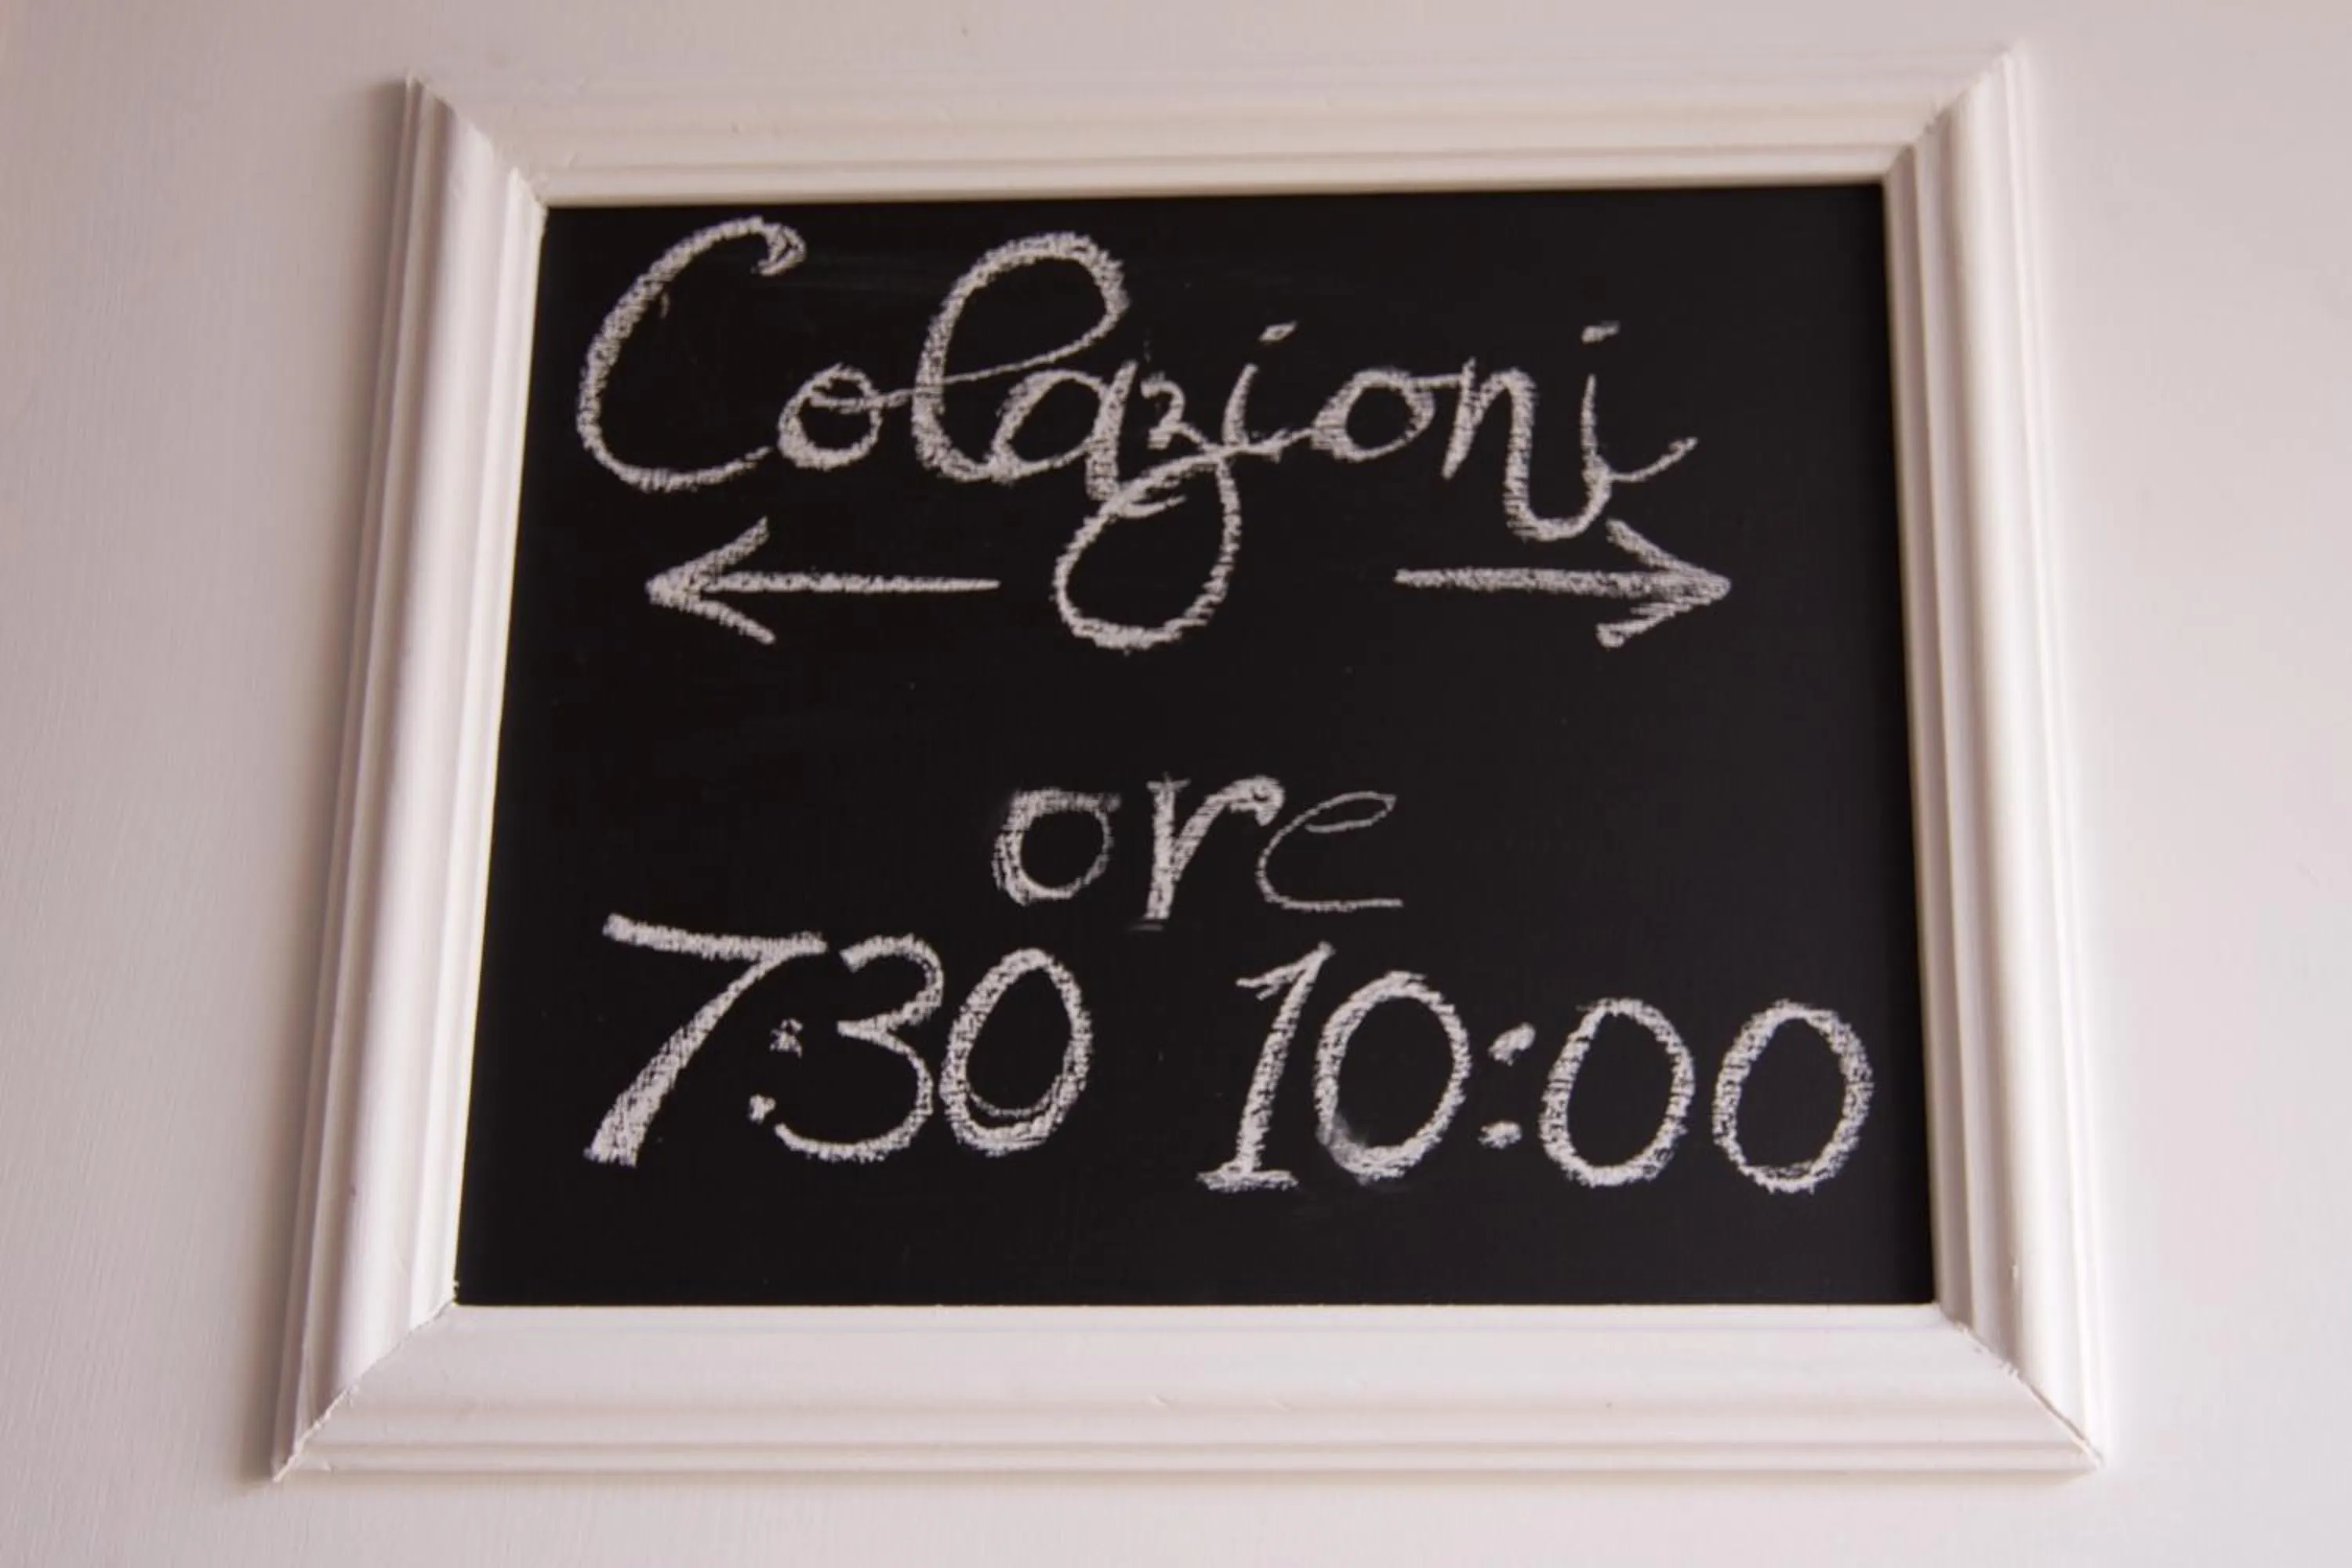 Colazioni
← →
ore
7:30 10:00